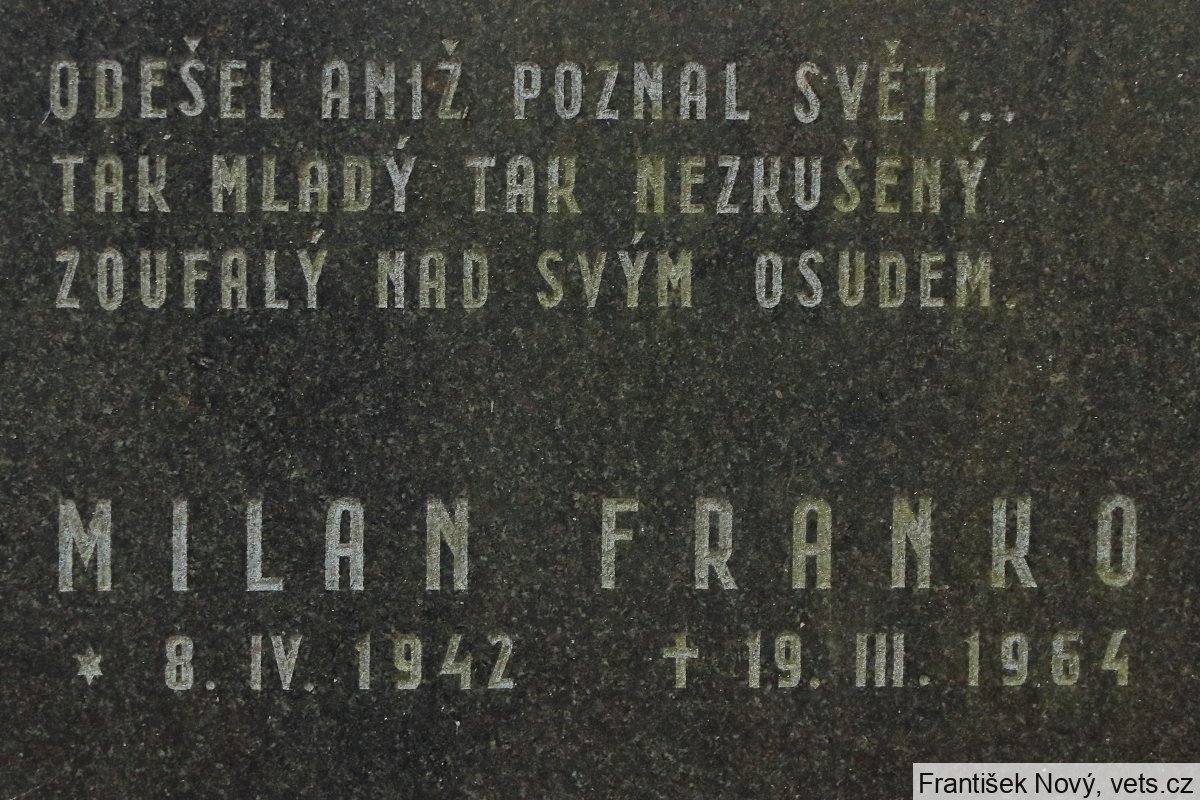 ODEŠEL ANIŽ POZNAL SVĚT...
TAK MLADÝ TAK NEZKUŠENÝ
ZOUFALÝ NAD SVÝM OSUDEM.
MILAN FRANKO
* 8. IV. 1942 † 19. III. 1964
František Nový, vets.cz